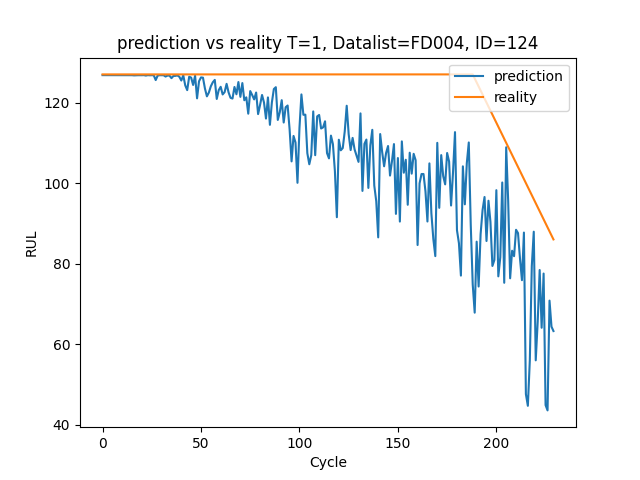 prediction vs reality T=1, Datalist=FD004, ID=124
prediction
reality
120
100
80
60
40
RUL
0
50
100
150
200
Cycle